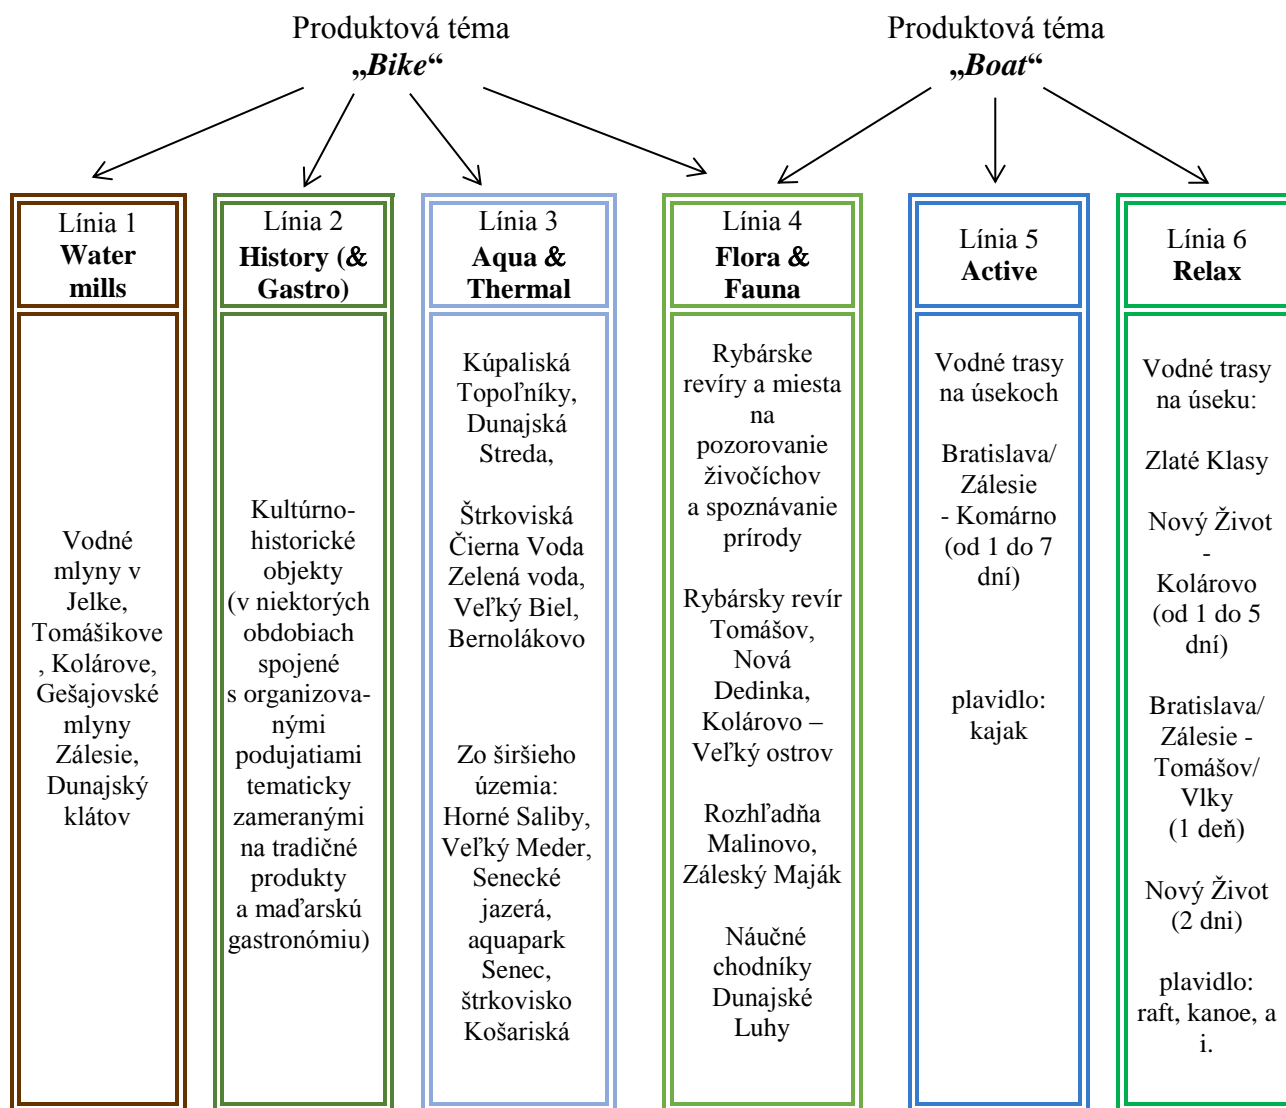 Produktová téma
„Bike“
Produktová téma
„Boat“
Línia 1
Water
mills
Vodné
mlyny v
Jelke,
Tomášikove
, Kolárove,
Gešajovské
mlyny
Zálesie,
Dunajský
klátov
Línia 2
History (&
Gastro)
Kultúrno-
historické
objekty
(v niektorých
obdobiach
spojené
s organizova-
nými
podujatiami
tematicky
zameranými
na tradičné
produkty
a maďarskú
gastronómiu)
Línia 3
Aqua &
Thermal
Kúpaliská
Topoľníky,
Dunajská
Streda,
Štrkoviská
Čierna Voda
Zelená voda,
Veľký Biel,
Bernolákovo
Zo širšieho
územia:
Horné Saliby,
Veľký Meder,
Senecké
jazerá,
aquapark
Senec,
štrkovisko
Košariská
Línia 4
Flora &
Fauna
Rybárske
revíry a miesta
na
pozorovanie
živočíchov
a spoznávanie
prírody
Rybársky revír
Tomášov,
Nová
Dedinka,
Kolárovo –
Veľký ostrov
Rozhľadňa
Malinovo,
Záleský Maják
Náučné
chodníky
Dunajské
Luhy
Línia 5
Active
Vodné trasy
na úsekoch
Bratislava/
Zálesie
- Komárno
(od 1 do 7
dní)
plavidlo:
kajak
Línia 6
Relax
Vodné trasy
na úseku:
Zlaté Klasy
Nový Život
-
Kolárovo
(od 1 do 5
dní)
Bratislava/
Zálesie -
Tomášov/
Vlky
(1 deň)
Nový Život
(2 dni)
plavidlo:
raft, kanoe, a
i.